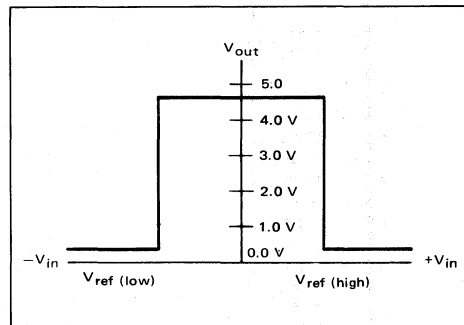 Vout
5.0
4.0 V
3.0 V
2.0 V
1.0 V
0.0 V
−Vin
+Vin
Vref (low)
Vref (high)